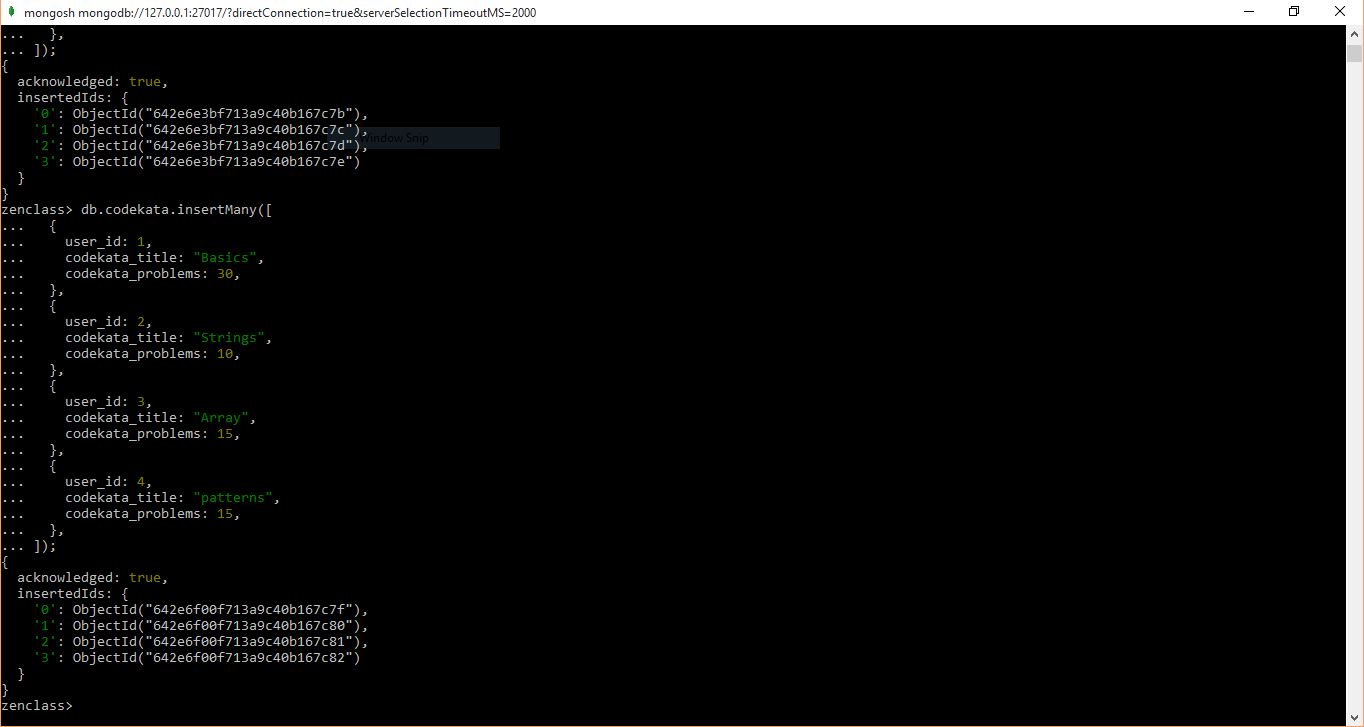 mongosh mongodb://127.0.0.1:27017/?directConnection=true&serverSelectionTimeoutMS=2000
...   },
... ]);
{
  acknowledged: true,
  insertedIds: {
    '0': ObjectId("642e6e3bf713a9c40b167c7b"),
    '1': ObjectId("642e6e3bf713a9c40b167c7c"),
    '2': ObjectId("642e6e3bf713a9c40b167c7d"),
    '3': ObjectId("642e6e3bf713a9c40b167c7e")
Window Snip
  }
}
zenclass> db.codekata.insertMany([
...   {
...     user_id: 1,
...     codekata_title: "Basics",
...     codekata_problems: 30,
...   },
...   {
...     user_id: 2,
...     codekata_title: "Strings",
...     codekata_problems: 10,
...   },
...   {
...     user_id: 3,
...     codekata_title: "Array",
...     codekata_problems: 15,
...   },
...   {
...     user_id: 4,
...     codekata_title: "patterns",
...     codekata_problems: 15,
...   },
... ]);
{
  acknowledged: true,
  insertedIds: {
    '0': ObjectId("642e6f00f713a9c40b167c7f"),
    '1': ObjectId("642e6f00f713a9c40b167c80"),
    '2': ObjectId("642e6f00f713a9c40b167c81"),
    '3': ObjectId("642e6f00f713a9c40b167c82")
  }
}
zenclass>